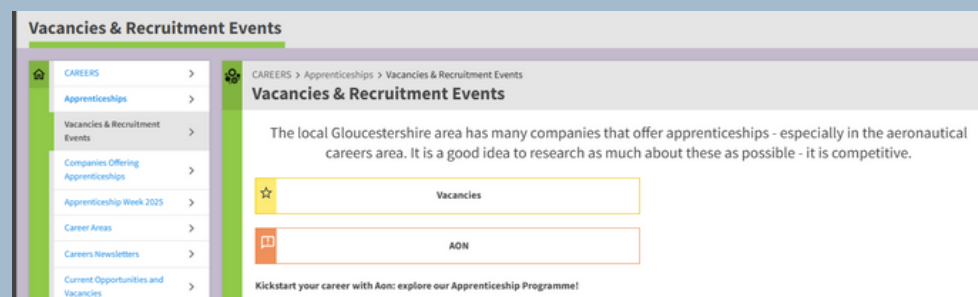 Vacancies & Recruitment Events
CAREERS
Apprenticeships
Vacancies & Recruitment
Events
Companies Offering
Apprenticeships
Apprenticeship Week 2025
Career Areas
Careers Newsletters
Current Opportunities and
Vacancies
CAREERS > Apprenticeships > Vacancies & Recruitment Events
Vacancies & Recruitment Events
The local Gloucestershire area has many companies that offer apprenticeships - especially in the aeronautical
careers area. It is a good idea to research as much about these as possible - it is competitive.
Vacancies
AON
Kickstart your career with Aon: explore our Apprenticeship Programme!